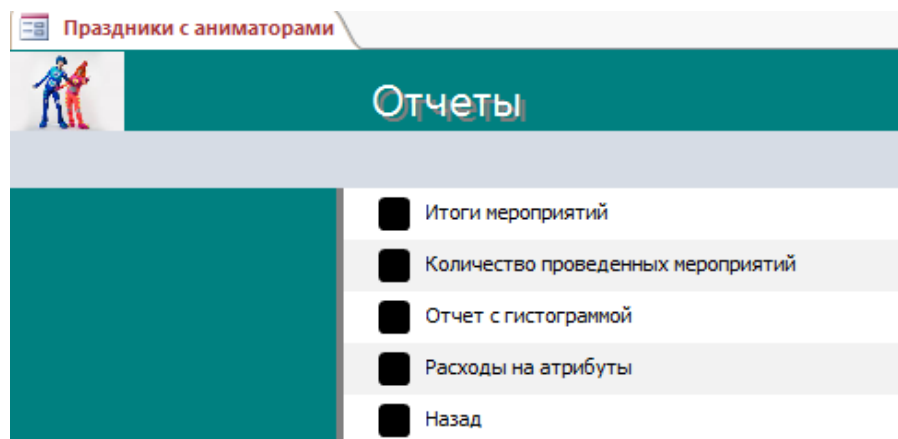 Праздники с аниматорами
Отчеты
Итоги мероприятий
Количество проведенных мероприятий
Отчет с гистограммой
Расходы на атрибуты
Назад